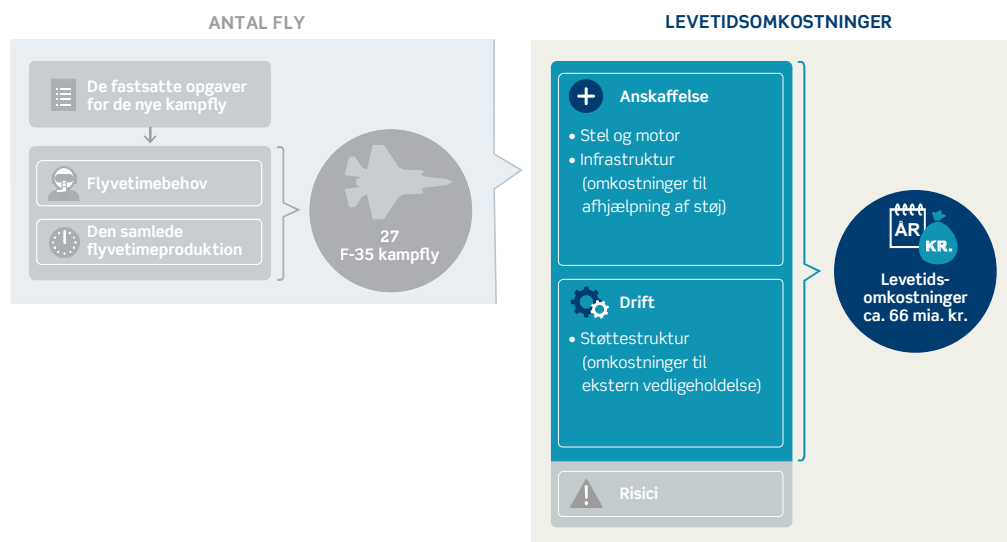 ANTAL FLY
De fastsatte opgaver
for de nye kampfly
Flyvetimebehov
Den samlede
flyvetimeproduktion
27
F-35 kampfly
LEVETIDSOMKOSTNINGER
Anskaffelse
• Stel og motor
• Infrastruktur
(omkostninger til
afhjælpning af støj)
Drift
• Støttestruktur
(omkostninger til
ekstern vedligeholdelse)
Risici
ÅR
KR.
Levetids-
omkostninger
ca. 66 mia. kr.